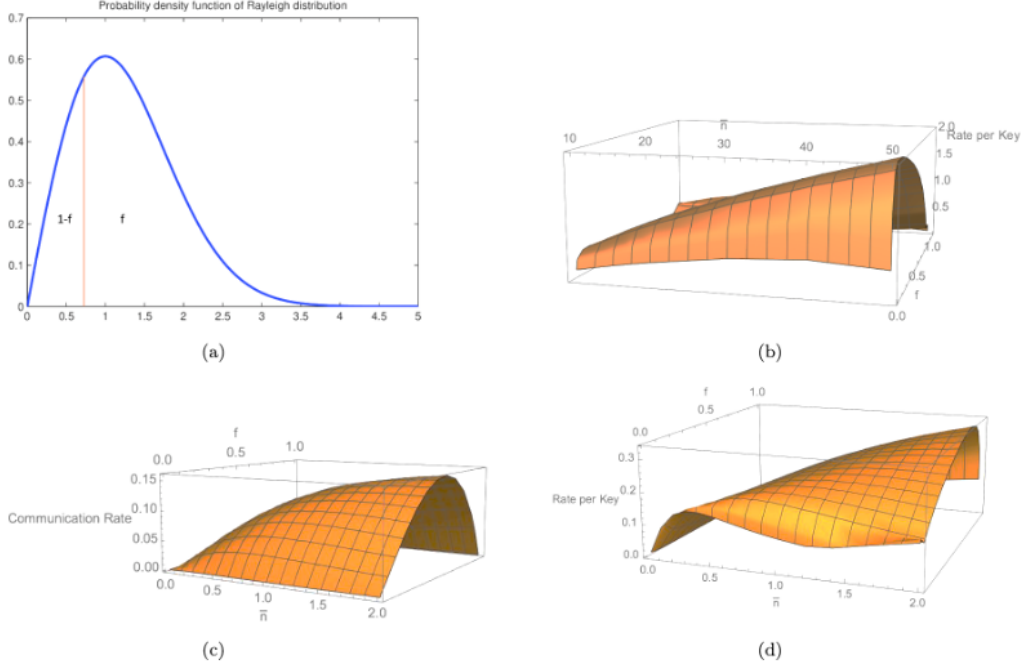 Probability density function of Rayleigh distribution
0.7
0.6
0.5
0.4
0.3
0.2
0.1
0
1-f
f
0 0.5 1 1.5 2 2.5 3 3.5 4 4.5 5
(a)
10 20 n̄ 30 40 50
2.0
Rate per Key
1.5
1.0
0.5
1.0
0.5
f
0.0
(b)
f
0.0 0.5 1.0
0.15
0.10
Communication Rate
0.05
0.00
0.0 0.5 1.0 1.5 2.0
n̄
(c)
f
0.0 0.5 1.0
0.3
0.2
Rate per Key
0.1
0.0
0.0 0.5 1.0 1.5 2.0
n̄
(d)